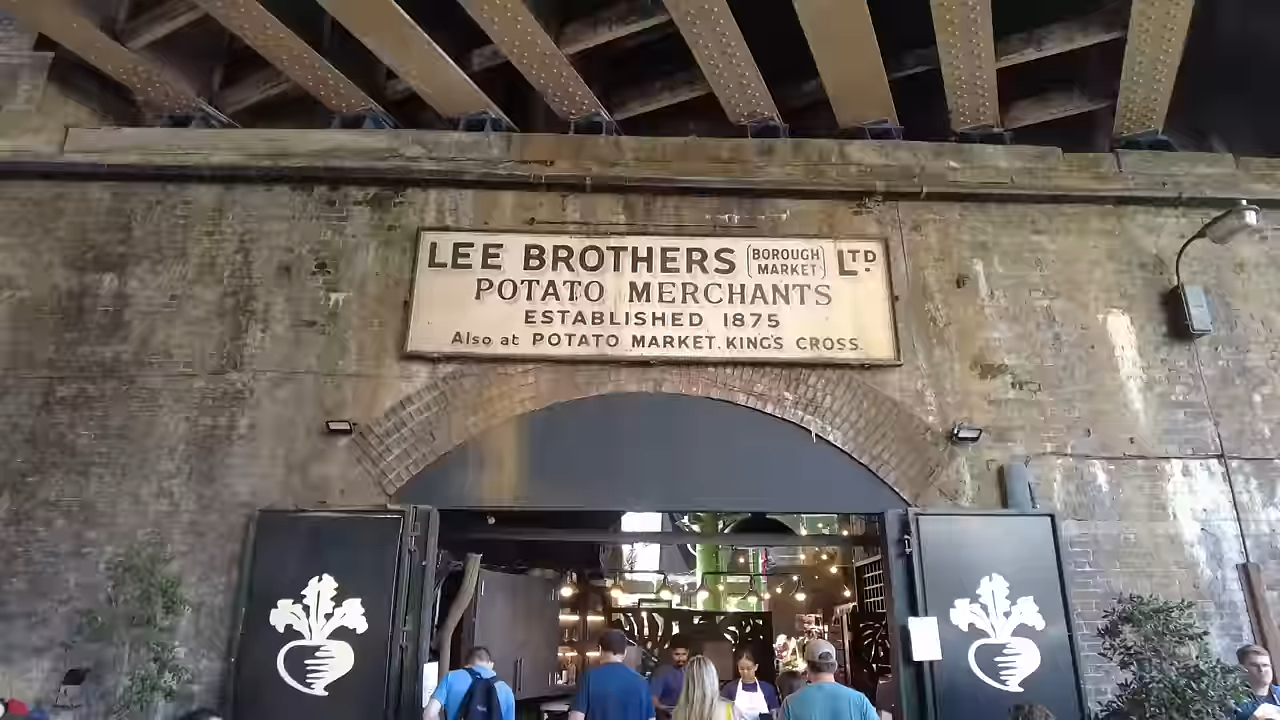 LEE BROTHERS (BOROUGH MARKET) LTD.
POTATO MERCHANTS
ESTABLISHED 1875
Also at POTATO MARKET. KING'S CROSS.